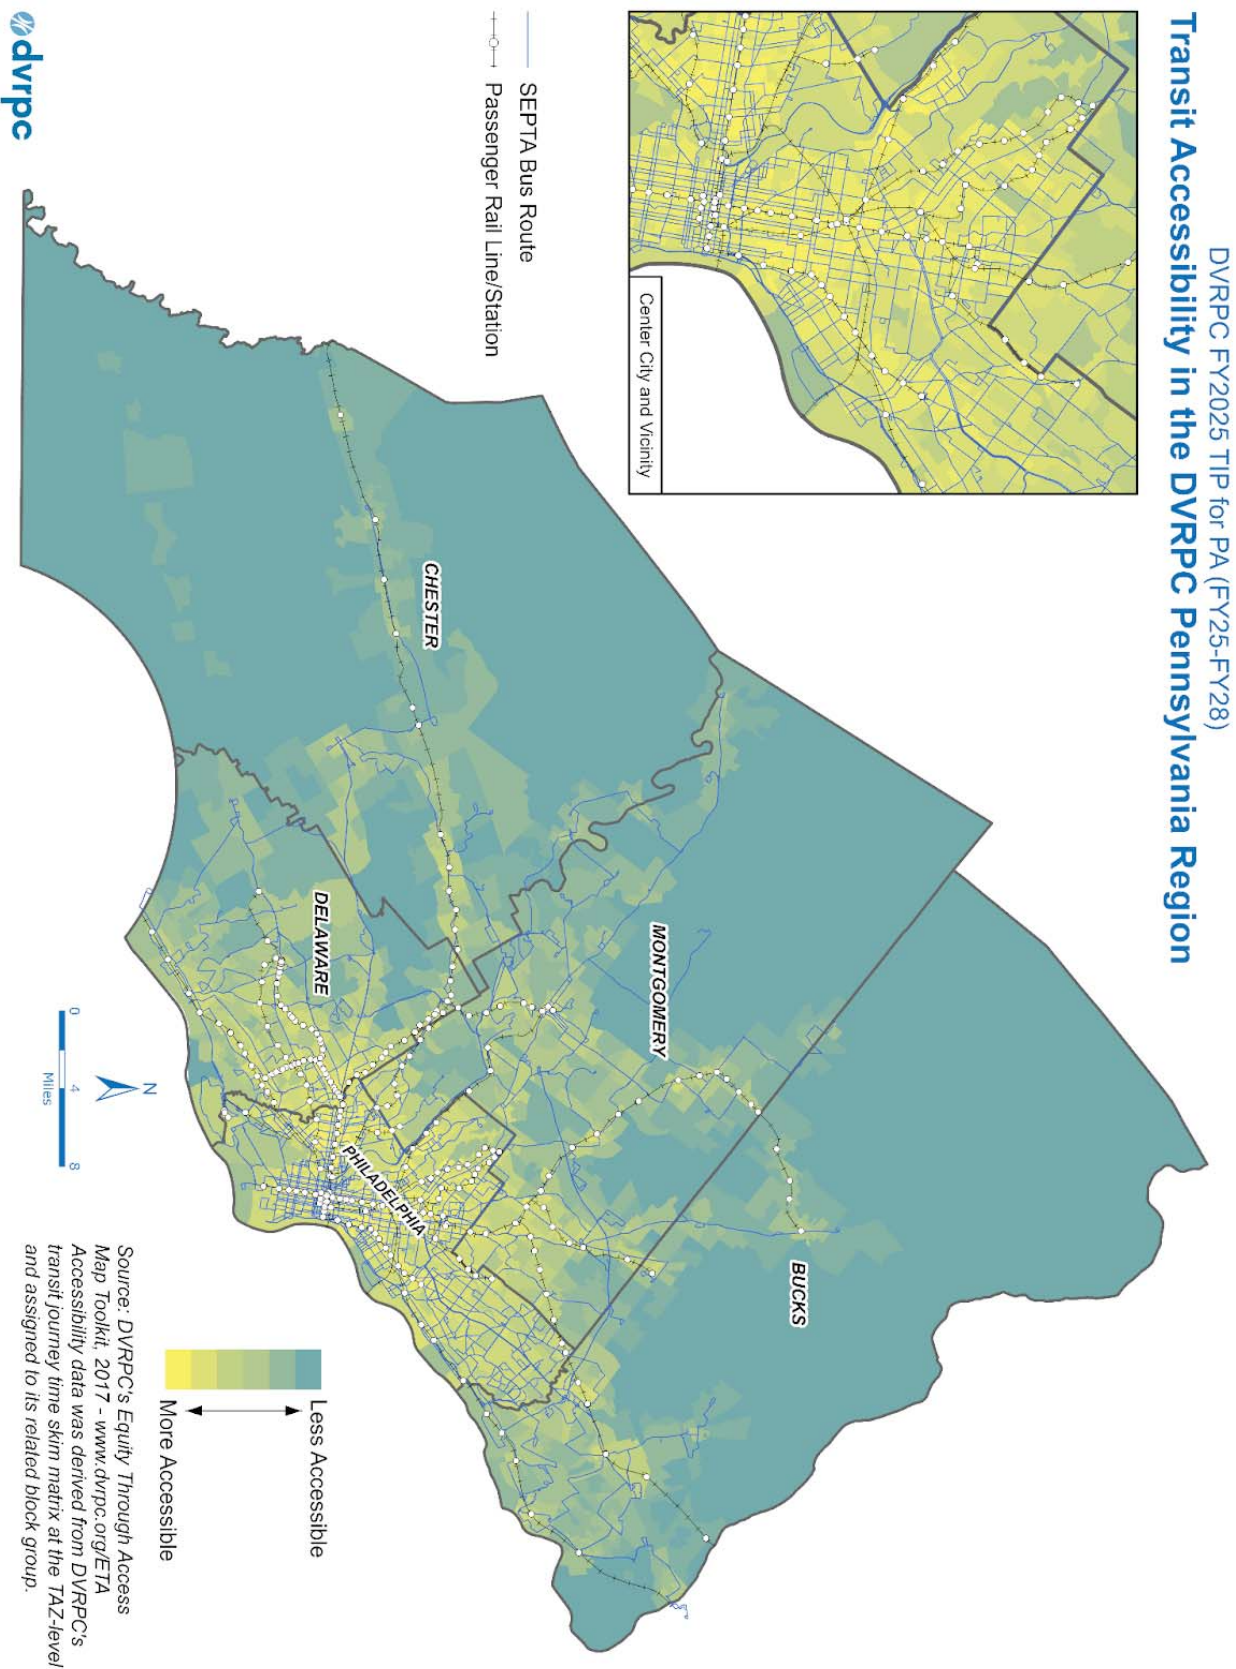 DVRPC FY2025 TIP for PA (FY25-FY28)
Transit Accessibility in the DVRPC Pennsylvania Region
Center City and Vicinity
SEPTA Bus Route
Passenger Rail Line/Station
CHESTER
MONTGOMERY
BUCKS
DELAWARE
PHILADELPHIA
N
0 4 8
Miles
Less Accessible
More Accessible
Source: DVRPC's Equity Through Access
Map Toolkit, 2017 - www.dvrpc.org/ETA
Accessibility data was derived from DVRPC's
transit journey time skim matrix at the TAZ-level
and assigned to its related block group.
dvrpc